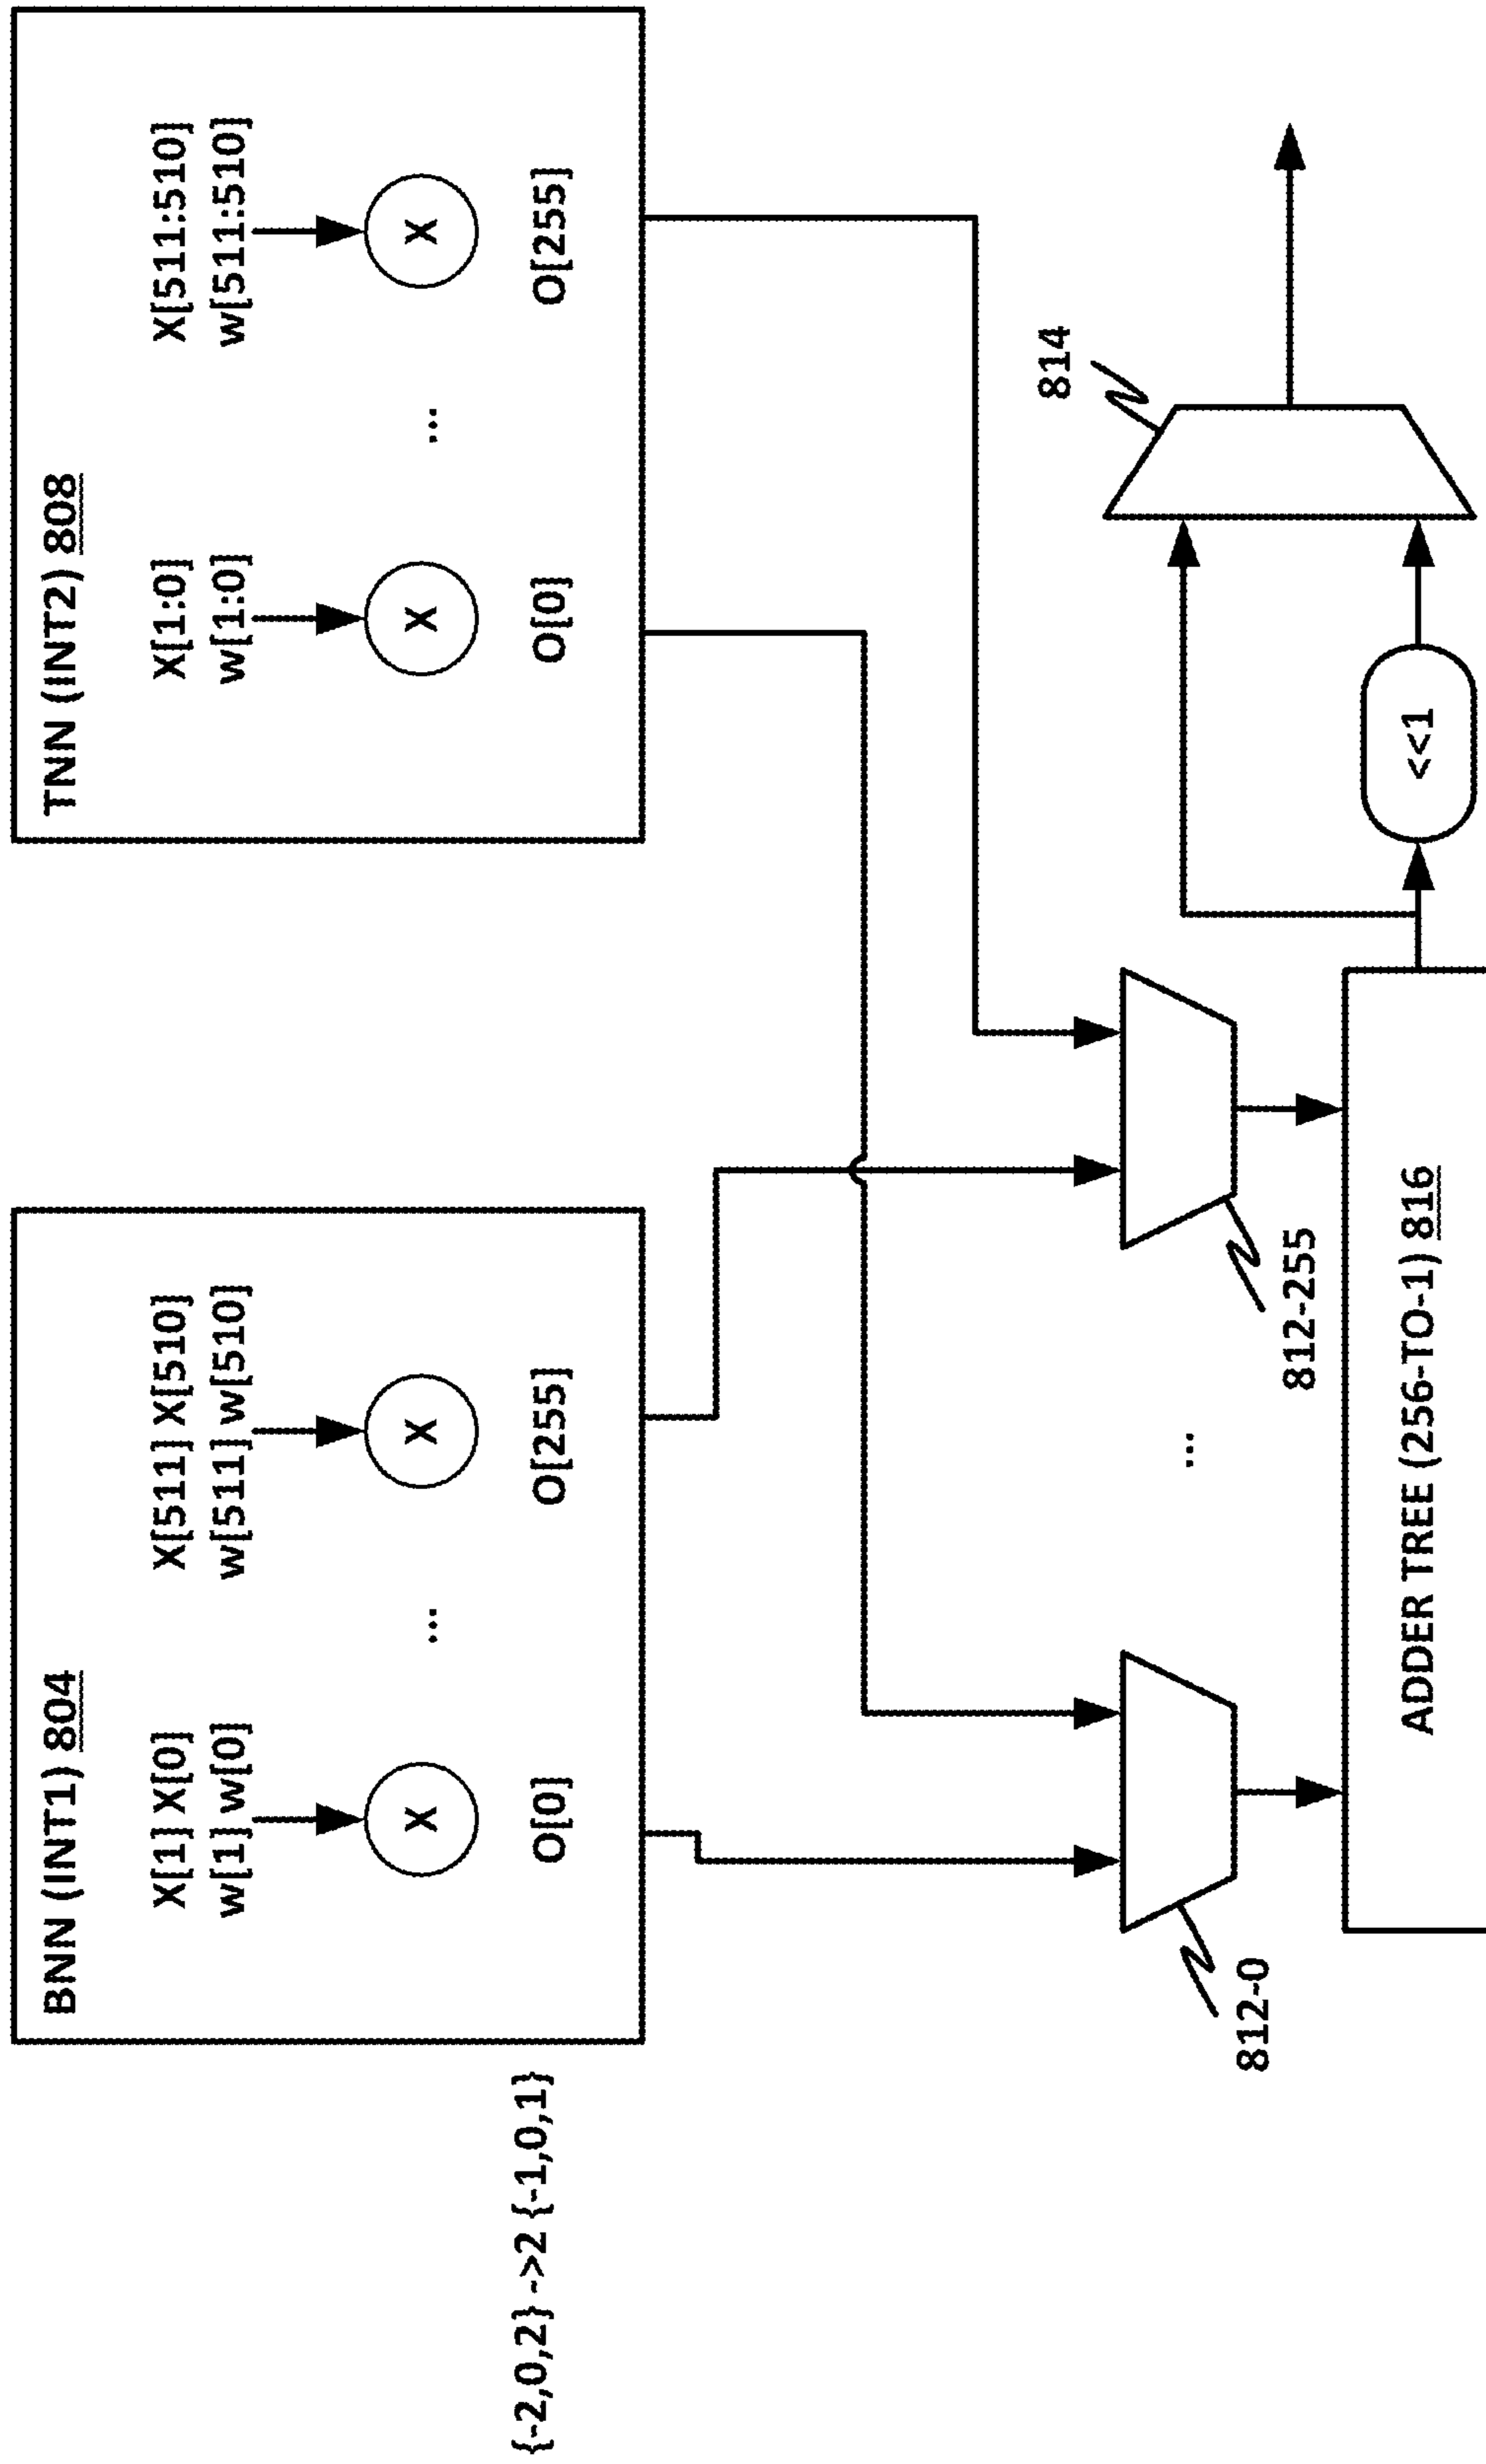 BNN (INT1) 804
X[1] X[0]
w[1] w[0]
X
O[0]
...
X[511] X[510]
w[511] w[510]
X
O[255]
TNN (INT2) 808
X[1:0]
w[1:0]
X
O[0]
...
X[511:510]
w[511:510]
X
O[255]
{-2,0,2} ->2 {-1,0,1}
812-0
...
812-255
814
ADDER TREE (256-TO-1) 816
<<1